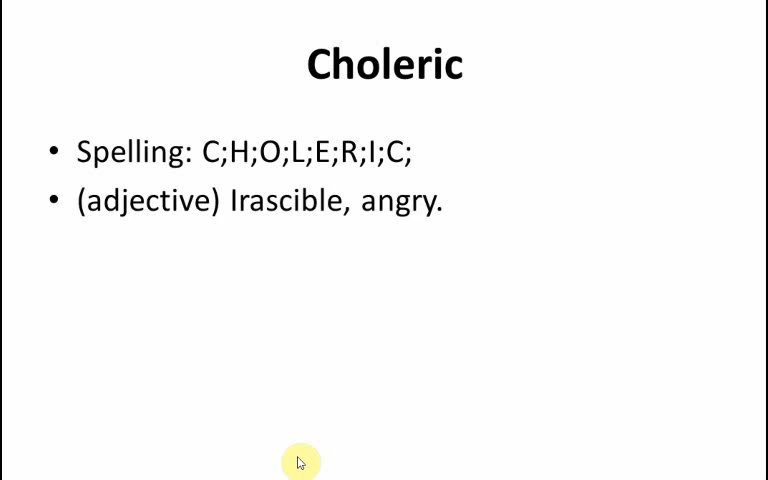 Choleric
• Spelling: C;H;O;L;E;R;I;C;
• (adjective) Irascible, angry.